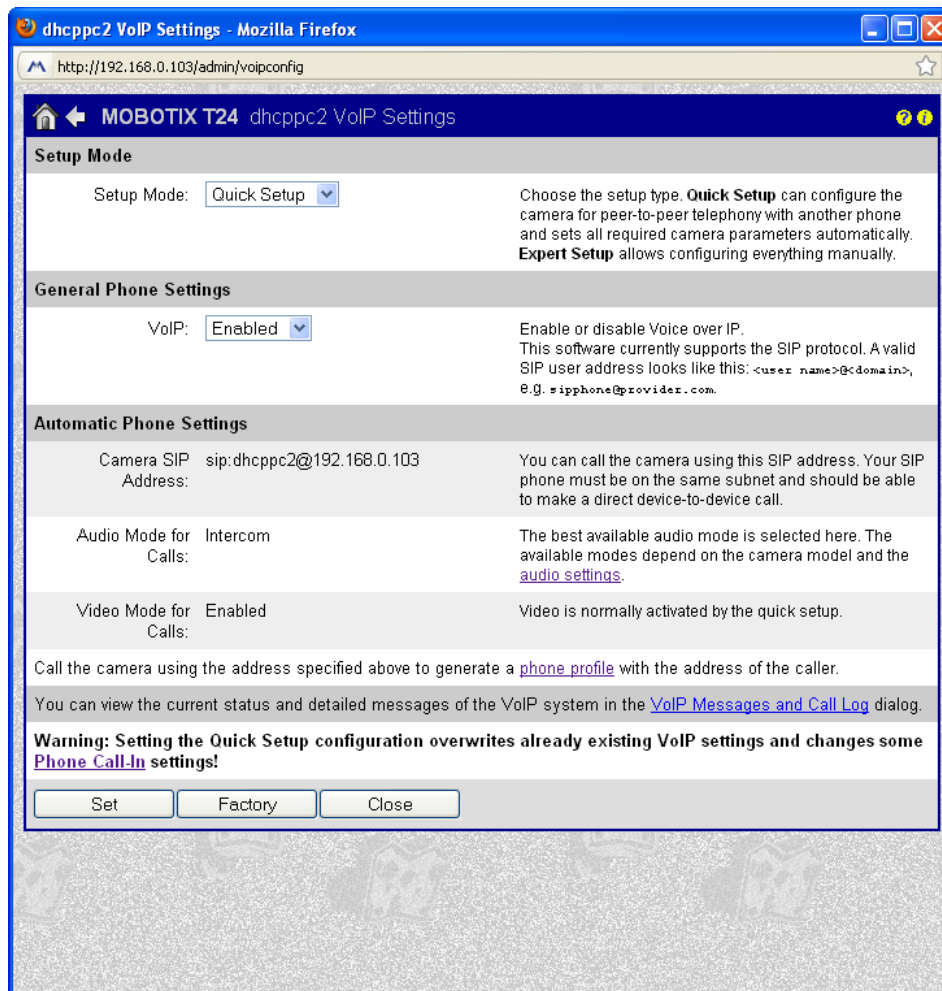 dhcppc2 VoIP Settings - Mozilla Firefox
http://192.168.0.103/admin/voipconfig
MOBOTIX T24 dhcppc2 VoIP Settings
Setup Mode
Setup Mode: Quick Setup
Choose the setup type. Quick Setup can configure the
camera for peer-to-peer telephony with another phone
and sets all required camera parameters automatically.
Expert Setup allows configuring everything manually.
General Phone Settings
VoIP: Enabled
Enable or disable Voice over IP.
This software currently supports the SIP protocol. A valid
SIP user address looks like this: <user name>@<domain>,
e.g. sipphone@provider.com.
Automatic Phone Settings
Camera SIP
Address:
sip:dhcppc2@192.168.0.103
You can call the camera using this SIP address. Your SIP
phone must be on the same subnet and should be able
to make a direct device-to-device call.
Audio Mode for
Calls:
Intercom
The best available audio mode is selected here. The
available modes depend on the camera model and the
audio settings.
Video Mode for
Calls:
Enabled
Video is normally activated by the quick setup.
Call the camera using the address specified above to generate a phone profile with the address of the caller.
You can view the current status and detailed messages of the VoIP system in the VoIP Messages and Call Log dialog.
Warning: Setting the Quick Setup configuration overwrites already existing VoIP settings and changes some
Phone Call-In settings!
Set Factory Close